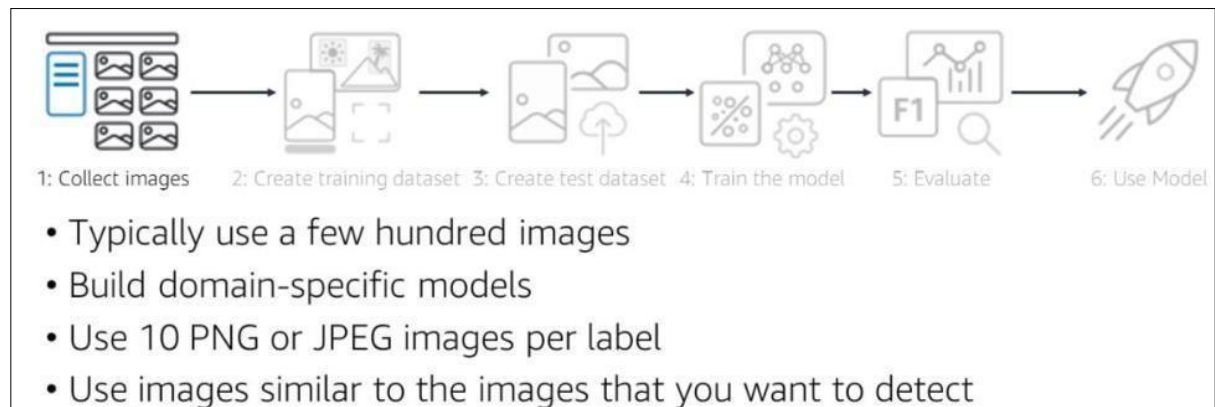 F1
1: Collect images
2: Create training dataset
3: Create test dataset
4: Train the model
5: Evaluate
6: Use Model
• Typically use a few hundred images
• Build domain-specific models
• Use 10 PNG or JPEG images per label
• Use images similar to the images that you want to detect